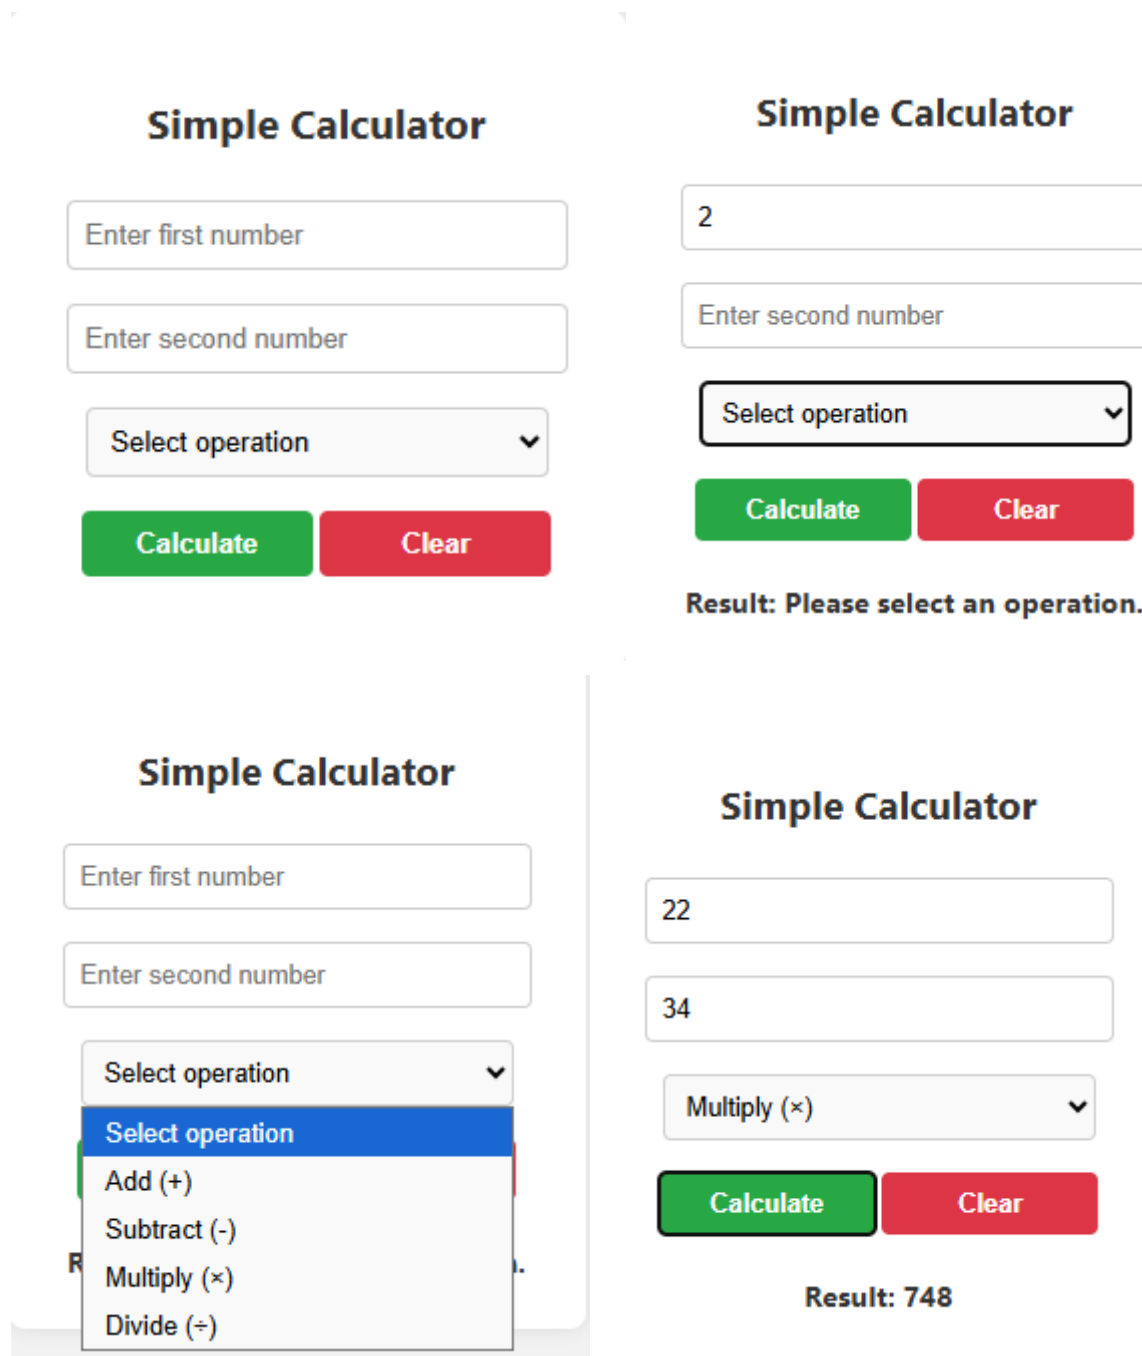 Simple Calculator
Enter first number
Enter second number
Select operation
Calculate Clear
Simple Calculator
2
Enter second number
Select operation
Calculate Clear
Result: Please select an operation.
Simple Calculator
Enter first number
Enter second number
Select operation
Select operation
Add (+)
Subtract (-)
Multiply (×)
Divide (÷)
Simple Calculator
22
34
Multiply (×)
Calculate Clear
Result: 748